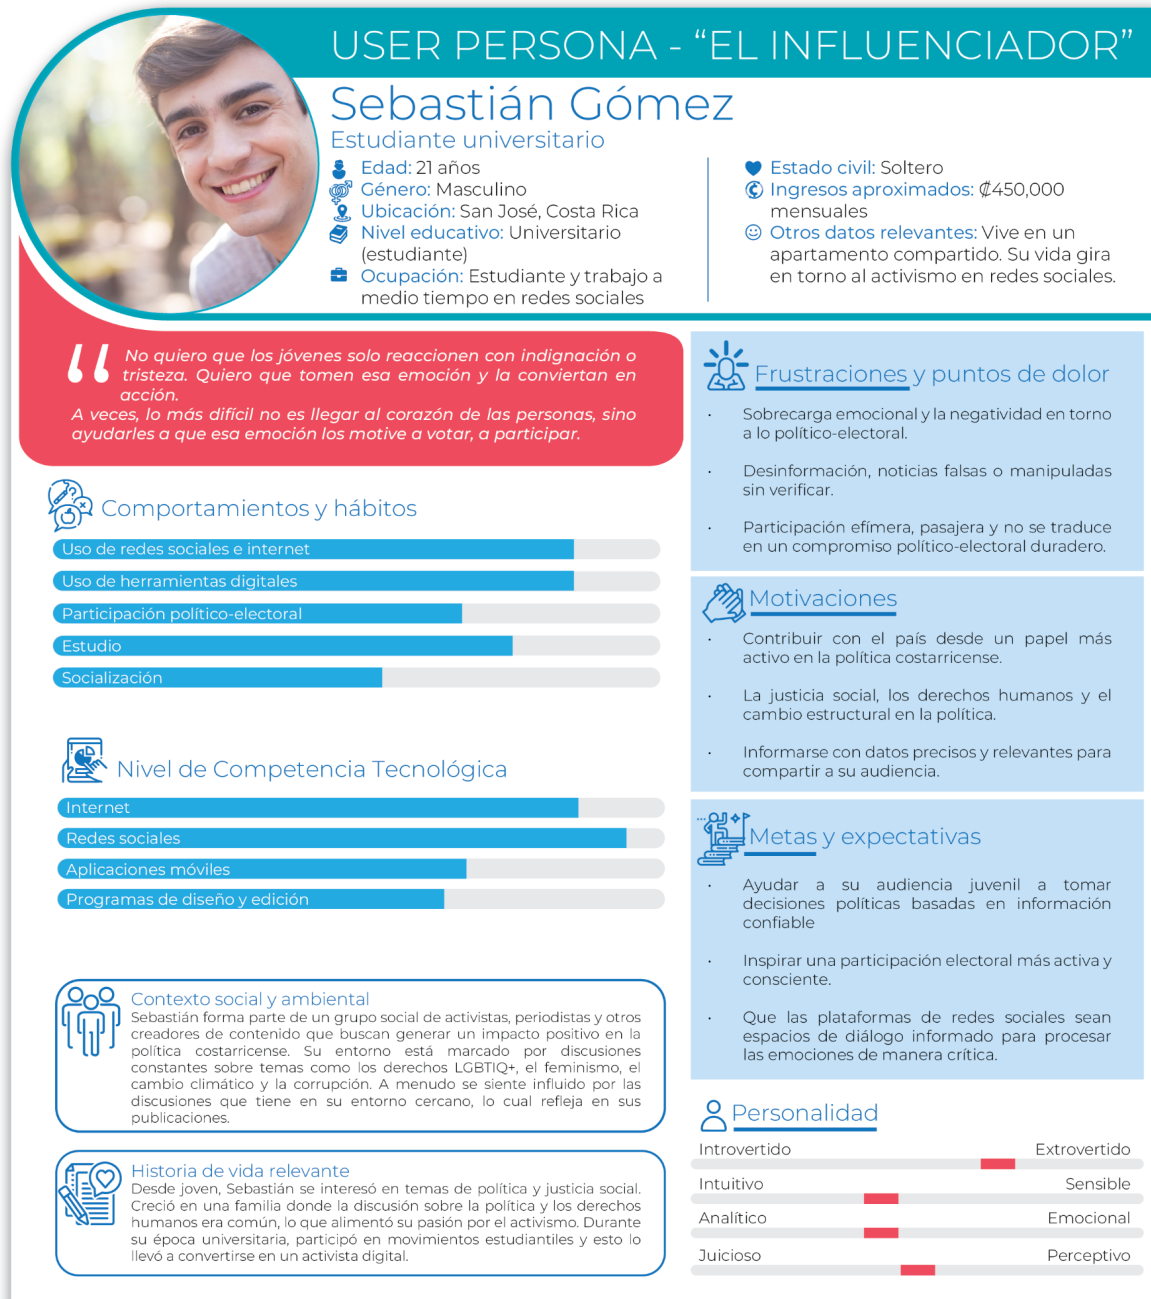 USER PERSONA - “EL INFLUENCIADOR”
Sebastián Gómez
Estudiante universitario
Edad: 21 años
Género: Masculino
Ubicación: San José, Costa Rica
Nivel educativo: Universitario
(estudiante)
Ocupación: Estudiante y trabajo a
medio tiempo en redes sociales
Estado civil: Soltero
Ingresos aproximados: ₡450,000
mensuales
Otros datos relevantes: Vive en un
apartamento compartido. Su vida gira
en torno al activismo en redes sociales.
“ No quiero que los jóvenes solo reaccionen con indignación o
tristeza. Quiero que tomen esa emoción y la conviertan en
acción.
A veces, lo más difícil no es llegar al corazón de las personas, sino
ayudarles a que esa emoción los motive a votar, a participar.
Comportamientos y hábitos
Uso de redes sociales e internet
Uso de herramientas digitales
Participación político-electoral
Estudio
Socialización
Nivel de Competencia Tecnológica
Internet
Redes sociales
Aplicaciones móviles
Programas de diseño y edición
Contexto social y ambiental
Sebastián forma parte de un grupo social de activistas, periodistas y otros
creadores de contenido que buscan generar un impacto positivo en la
política costarricense. Su entorno está marcado por discusiones
constantes sobre temas como los derechos LGBTIQ+, el feminismo, el
cambio climático y la corrupción. A menudo se siente influido por las
discusiones que tiene en su entorno cercano, lo cual refleja en sus
publicaciones.
Historia de vida relevante
Desde joven, Sebastián se interesó en temas de política y justicia social.
Creció en una familia donde la discusión sobre la política y los derechos
humanos era común, lo que alimentó su pasión por el activismo. Durante
su época universitaria, participó en movimientos estudiantiles y esto lo
llevó a convertirse en un activista digital.
Frustraciones y puntos de dolor
· Sobrecarga emocional y la negatividad en torno
a lo político-electoral.
· Desinformación, noticias falsas o manipuladas
sin verificar.
· Participación efímera, pasajera y no se traduce
en un compromiso político-electoral duradero.
Motivaciones
· Contribuir con el país desde un papel más
activo en la política costarricense.
· La justicia social, los derechos humanos y el
cambio estructural en la política.
· Informarse con datos precisos y relevantes para
compartir a su audiencia.
Metas y expectativas
· Ayudar a su audiencia juvenil a tomar
decisiones políticas basadas en información
confiable
· Inspirar una participación electoral más activa y
consciente.
· Que las plataformas de redes sociales sean
espacios de diálogo informado para procesar
las emociones de manera crítica.
Personalidad
Introvertido Extrovertido
Intuitivo Sensible
Analítico Emocional
Juicioso Perceptivo